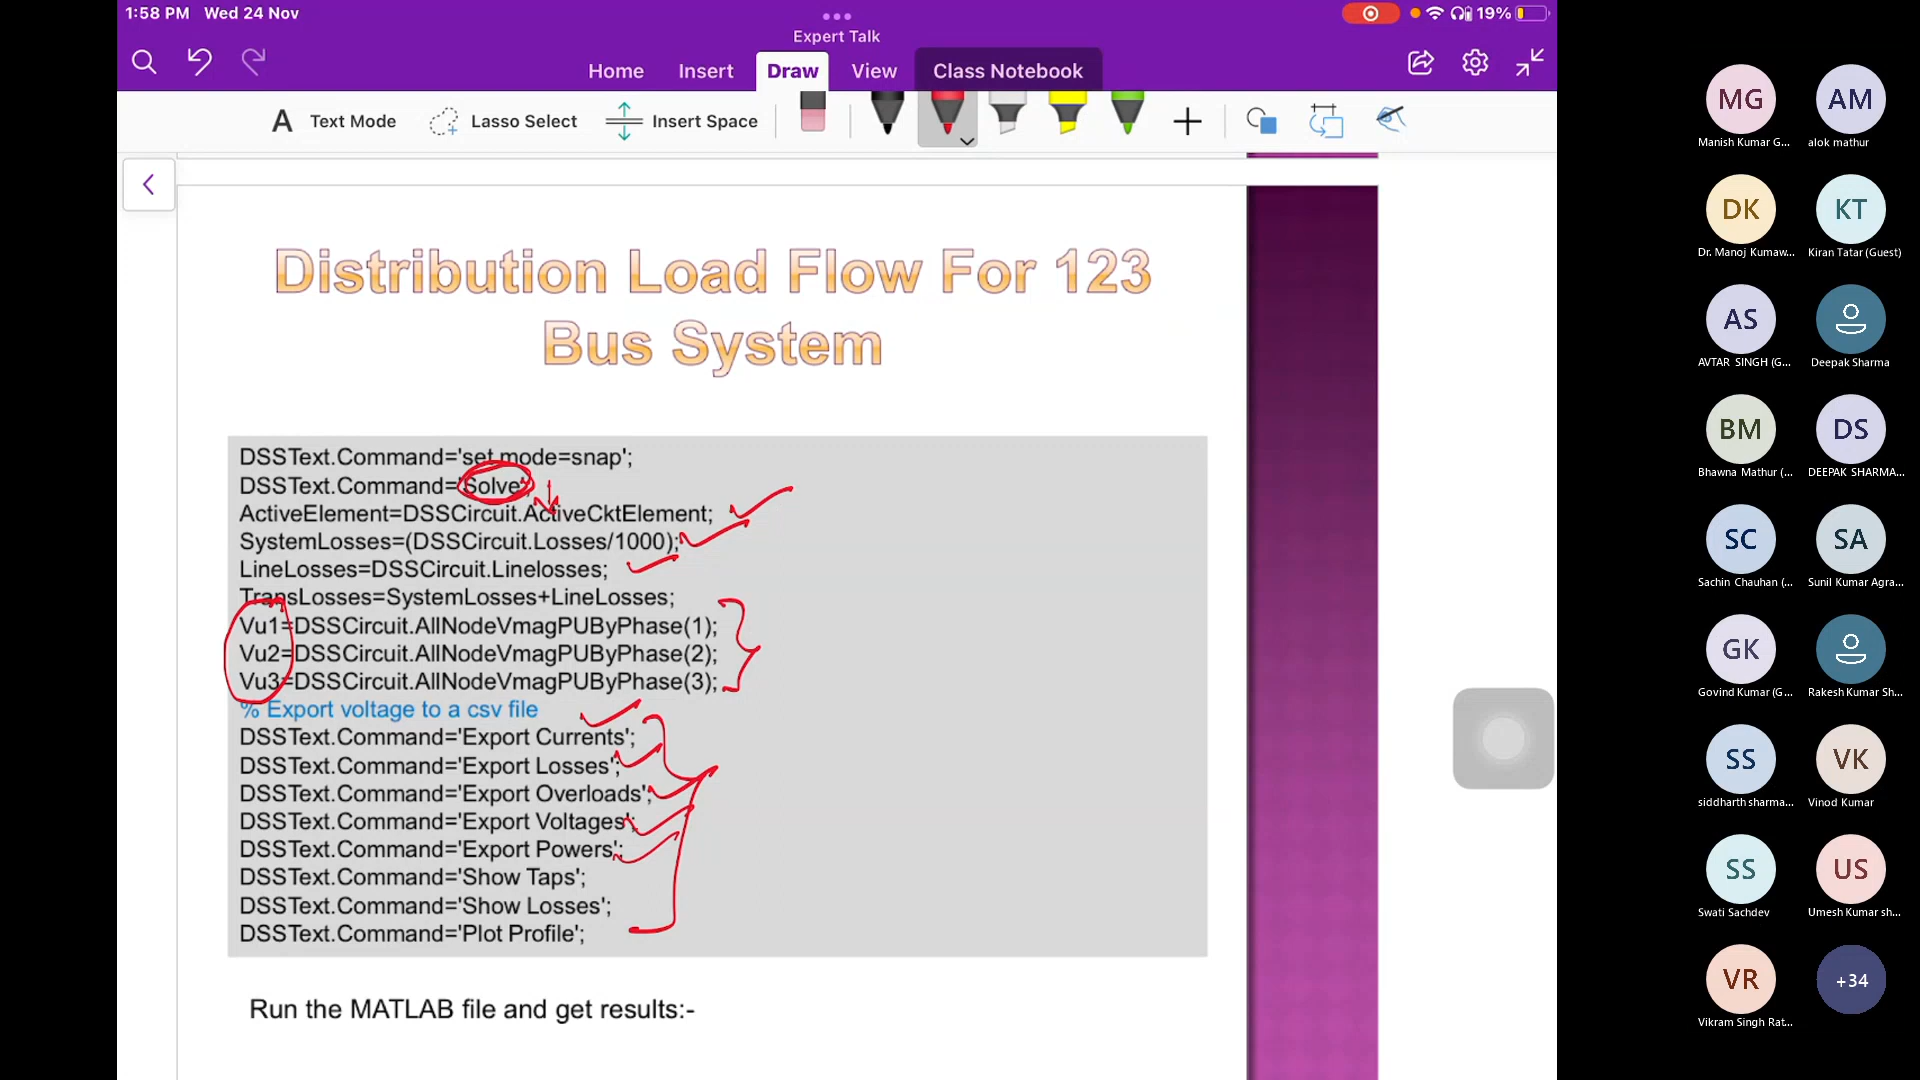 1:58 PM Wed 24 Nov
19%
Expert Talk
Home Insert Draw View Class Notebook
A Text Mode Lasso Select Insert Space
Distribution Load Flow For 123
Bus System
DSSText.Command='set mode=snap';
DSSText.Command='Solve';
ActiveElement=DSSCircuit.ActiveCktElement;
SystemLosses=(DSSCircuit.Losses/1000);
LineLosses=DSSCircuit.Linelosses;
TransLosses=SystemLosses+LineLosses;
Vu1=DSSCircuit.AllNodeVmagPUByPhase(1);
Vu2=DSSCircuit.AllNodeVmagPUByPhase(2);
Vu3=DSSCircuit.AllNodeVmagPUByPhase(3);
% Export voltage to a csv file
DSSText.Command='Export Currents';
DSSText.Command='Export Losses';
DSSText.Command='Export Overloads';
DSSText.Command='Export Voltages';
DSSText.Command='Export Powers';
DSSText.Command='Show Taps';
DSSText.Command='Show Losses';
DSSText.Command='Plot Profile';
Run the MATLAB file and get results:-
MG AM
Manish Kumar G... alok mathur
DK KT
Dr. Manoj Kumaw... Kiran Tatar (Guest)
AS
AVTAR SINGH (G... Deepak Sharma
BM DS
Bhawna Mathur (... DEEPAK SHARMA...
SC SA
Sachin Chauhan (... Sunil Kumar Agra...
GK
Govind Kumar (G... Rakesh Kumar Sh...
SS VK
siddharth sharma... Vinod Kumar
SS US
Swati Sachdev Umesh Kumar sh...
VR +34
Vikram Singh Rat...